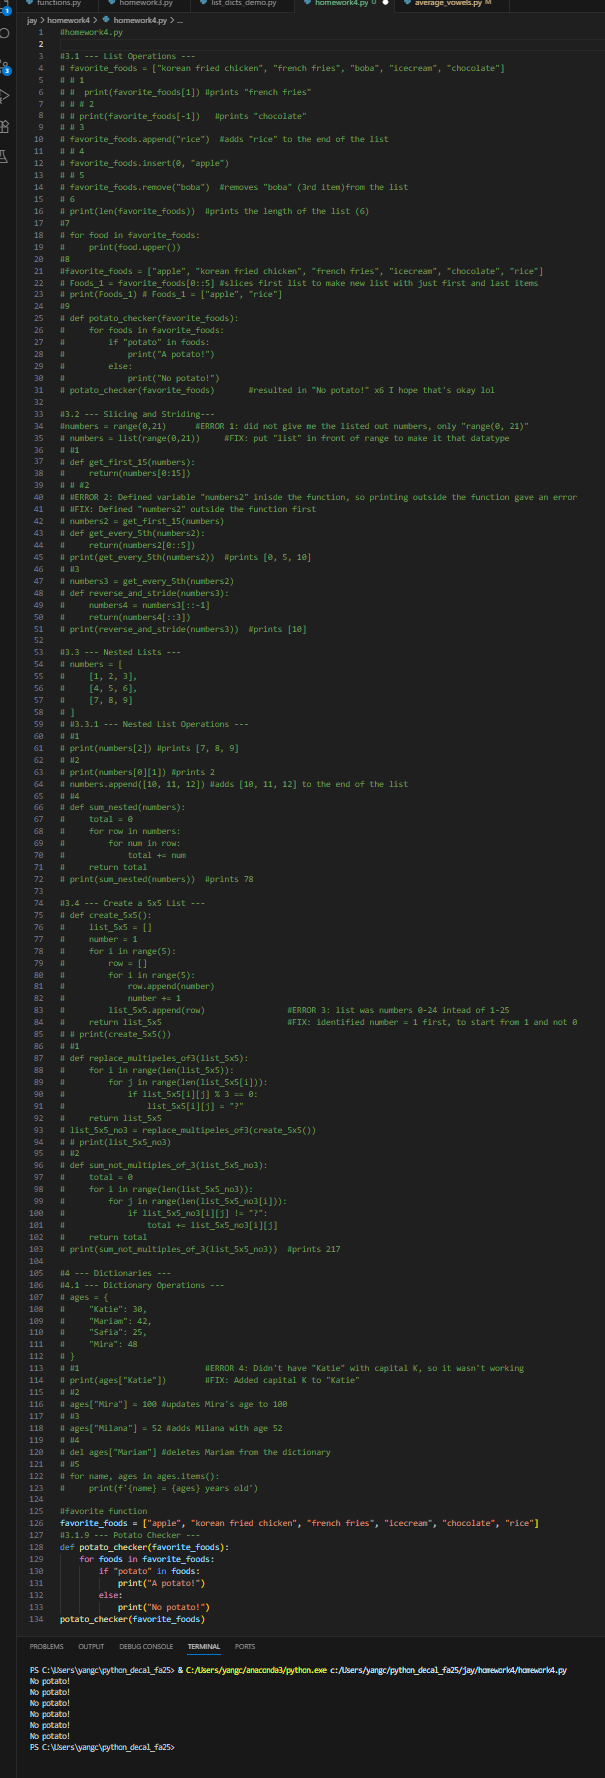 functions.py homework3.py list_dicts_demo.py homework4.py U average_vowels.py M
jay > homework4 > homework4.py > ...
1 #homework4.py
2
3 #3.1 --- List Operations ---
4 # favorite_foods = ["korean fried chicken", "french fries", "boba", "icecream", "chocolate"]
5 # # 1
6 # # print(favorite_foods[1]) #prints "french fries"
7 # # # 2
8 # # print(favorite_foods[-1]) #prints "chocolate"
9 # # 3
10 # favorite_foods.append("rice") #adds "rice" to the end of the list
11 # # 4
12 # favorite_foods.insert(0, "apple")
13 # # 5
14 # favorite_foods.remove("boba") #removes "boba" (3rd item)from the list
15 # 6
16 # print(len(favorite_foods)) #prints the length of the list (6)
17 #7
18 # for food in favorite_foods:
19 # print(food.upper())
20 #8
21 #favorite_foods = ["apple", "korean fried chicken", "french fries", "icecream", "chocolate", "rice"]
22 # Foods_1 = favorite_foods[0::5] #slices first list to make new list with just first and last items
23 # print(Foods_1) # Foods_1 = ["apple", "rice"]
24 #9
25 # def potato_checker(favorite_foods):
26 # for foods in favorite_foods:
27 # if "potato" in foods:
28 # print("A potato!")
29 # else:
30 # print("No potato!")
31 # potato_checker(favorite_foods) #resulted in "No potato!" x6 I hope that's okay lol
32
33 #3.2 --- Slicing and Striding---
34 #numbers = range(0,21) #ERROR 1: did not give me the listed out numbers, only "range(0, 21)"
35 # numbers = list(range(0,21)) #FIX: put "list" in front of range to make it that datatype
36 # #1
37 # def get_first_15(numbers):
38 # return(numbers[0:15])
39 # # #2
40 # #ERROR 2: Defined variable "numbers2" inisde the function, so printing outside the function gave an error
41 # #FIX: Defined "numbers2" outside the function first
42 # numbers2 = get_first_15(numbers)
43 # def get_every_5th(numbers2):
44 # return(numbers2[0::5])
45 # print(get_every_5th(numbers2)) #prints [0, 5, 10]
46 # #3
47 # numbers3 = get_every_5th(numbers2)
48 # def reverse_and_stride(numbers3):
49 # numbers4 = numbers3[::-1]
50 # return(numbers4[::3])
51 # print(reverse_and_stride(numbers3)) #prints [10]
52
53 #3.3 --- Nested Lists ---
54 # numbers = [
55 # [1, 2, 3],
56 # [4, 5, 6],
57 # [7, 8, 9]
58 # ]
59 # #3.3.1 --- Nested List Operations ---
60 # #1
61 # print(numbers[2]) #prints [7, 8, 9]
62 # #2
63 # print(numbers[0][1]) #prints 2
64 # numbers.append([10, 11, 12]) #adds [10, 11, 12] to the end of the list
65 # #4
66 # def sum_nested(numbers):
67 # total = 0
68 # for row in numbers:
69 # for num in row:
70 # total += num
71 # return total
72 # print(sum_nested(numbers)) #prints 78
73
74 #3.4 --- Create a 5x5 List ---
75 # def create_5x5():
76 # list_5x5 = []
77 # number = 1
78 # for i in range(5):
79 # row = []
80 # for i in range(5):
81 # row.append(number)
82 # number += 1
83 # list_5x5.append(row) #ERROR 3: list was numbers 0-24 intead of 1-25
84 # return list_5x5 #FIX: identified number = 1 first, to start from 1 and not 0
85 # # print(create_5x5())
86 # #1
87 # def replace_multipeles_of3(list_5x5):
88 # for i in range(len(list_5x5)):
89 # for j in range(len(list_5x5[i])):
90 # if list_5x5[i][j] % 3 == 0:
91 # list_5x5[i][j] = "?"
92 # return list_5x5
93 # list_5x5_no3 = replace_multipeles_of3(create_5x5())
94 # # print(list_5x5_no3)
95 # #2
96 # def sum_not_multiples_of_3(list_5x5_no3):
97 # total = 0
98 # for i in range(len(list_5x5_no3)):
99 # for j in range(len(list_5x5_no3[i])):
100 # if list_5x5_no3[i][j] != "?":
101 # total += list_5x5_no3[i][j]
102 # return total
103 # print(sum_not_multiples_of_3(list_5x5_no3)) #prints 217
104
105 #4 --- Dictionaries ---
106 #4.1 --- Dictionary Operations ---
107 # ages = {
108 # "Katie": 30,
109 # "Mariam": 42,
110 # "Safia": 25,
111 # "Mira": 48
112 # }
113 # #1 #ERROR 4: Didn't have "Katie" with capital K, so it wasn't working
114 # print(ages["Katie"]) #FIX: Added capital K to "Katie"
115 # #2
116 # ages["Mira"] = 100 #updates Mira's age to 100
117 # #3
118 # ages["Milana"] = 52 #adds Milana with age 52
119 # #4
120 # del ages["Mariam"] #deletes Mariam from the dictionary
121 # #5
122 # for name, ages in ages.items():
123 # print(f'{name} = {ages} years old')
124
125 #favorite function
126 favorite_foods = ["apple", "korean fried chicken", "french fries", "icecream", "chocolate", "rice"]
127 #3.1.9 --- Potato Checker ---
128 def potato_checker(favorite_foods):
129 for foods in favorite_foods:
130 if "potato" in foods:
131 print("A potato!")
132 else:
133 print("No potato!")
134 potato_checker(favorite_foods)
PROBLEMS OUTPUT DEBUG CONSOLE TERMINAL PORTS
PS C:\Users\yangc\python_decal_fa25> & C:/Users/yangc/anaconda3/python.exe c:/Users/yangc/python_decal_fa25/jay/homework4/homework4.py
No potato!
No potato!
No potato!
No potato!
No potato!
No potato!
PS C:\Users\yangc\python_decal_fa25>